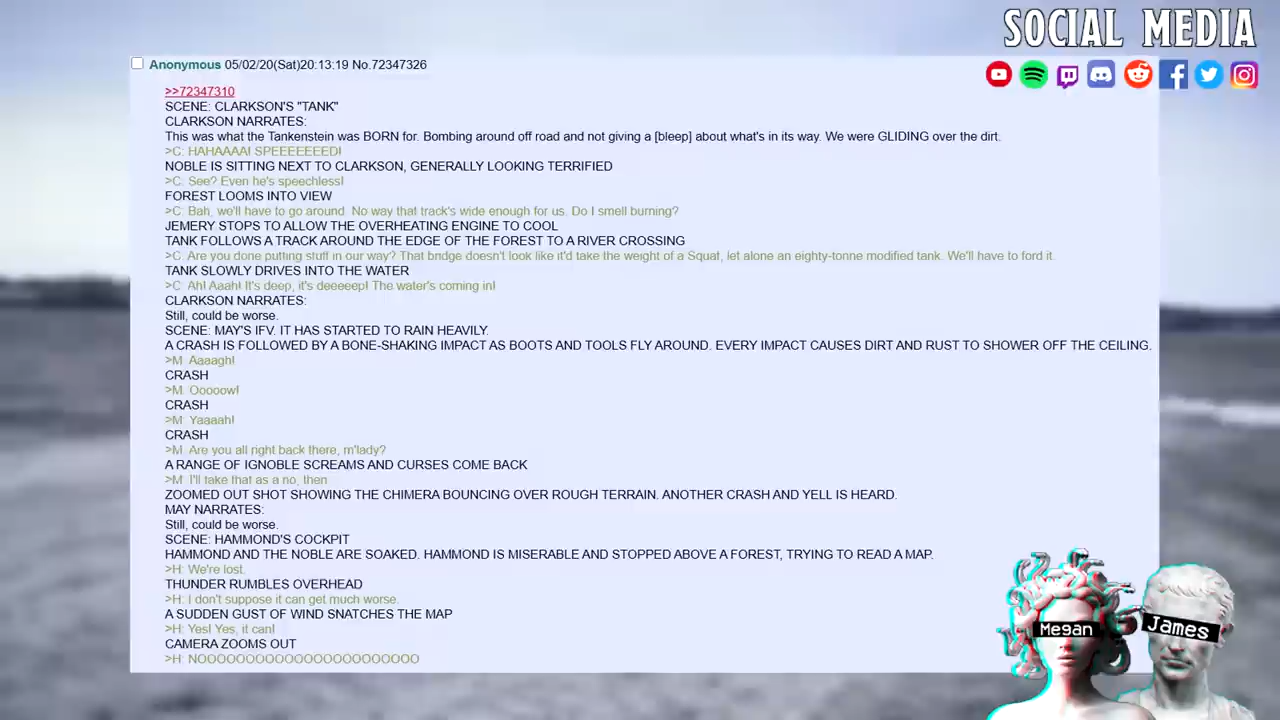 SOCIAL MEDIA
Anonymous 05/02/20(Sat)20:13:19 No.72347326
>>72347310
SCENE: CLARKSON'S "TANK"
CLARKSON NARRATES:
This was what the Tankenstein was BORN for. Bombing around off road and not giving a [bleep] about what's in its way. We were GLIDING over the dirt.
>C: HAHAAAA! SPEEEEEEED!
NOBLE IS SITTING NEXT TO CLARKSON, GENERALLY LOOKING TERRIFIED
>C: See? Even he's speechless!
FOREST LOOMS INTO VIEW
>C: Bah, we'll have to go around. No way that track's wide enough for us. Do I smell burning?
JEMERY STOPS TO ALLOW THE OVERHEATING ENGINE TO COOL
TANK FOLLOWS A TRACK AROUND THE EDGE OF THE FOREST TO A RIVER CROSSING
>C: Are you done putting stuff in our way? That bridge doesn't look like it'd take the weight of a Squat, let alone an eighty-tonne modified tank. We'll have to ford it.
TANK SLOWLY DRIVES INTO THE WATER
>C: Ah! Aaah! It's deep, it's deeeeep! The water's coming in!
CLARKSON NARRATES:
Still, could be worse.
SCENE: MAY'S IFV. IT HAS STARTED TO RAIN HEAVILY.
A CRASH IS FOLLOWED BY A BONE-SHAKING IMPACT AS BOOTS AND TOOLS FLY AROUND. EVERY IMPACT CAUSES DIRT AND RUST TO SHOWER OFF THE CEILING.
>M: Aaaagh!
CRASH
>M: Ooooow!
CRASH
>M: Yaaaah!
CRASH
>M: Are you all right back there, m'lady?
A RANGE OF IGNOBLE SCREAMS AND CURSES COME BACK
>M: I'll take that as a no, then
ZOOMED OUT SHOT SHOWING THE CHIMERA BOUNCING OVER ROUGH TERRAIN. ANOTHER CRASH AND YELL IS HEARD.
MAY NARRATES:
Still, could be worse.
SCENE: HAMMOND'S COCKPIT
HAMMOND AND THE NOBLE ARE SOAKED. HAMMOND IS MISERABLE AND STOPPED ABOVE A FOREST, TRYING TO READ A MAP.
>H: We're lost.
THUNDER RUMBLES OVERHEAD
>H: I don't suppose it can get much worse.
A SUDDEN GUST OF WIND SNATCHES THE MAP
>H: Yes! Yes, it can!
CAMERA ZOOMS OUT
>H: NOOOOOOOOOOOOOOOOOOOOOOO
Megan
James